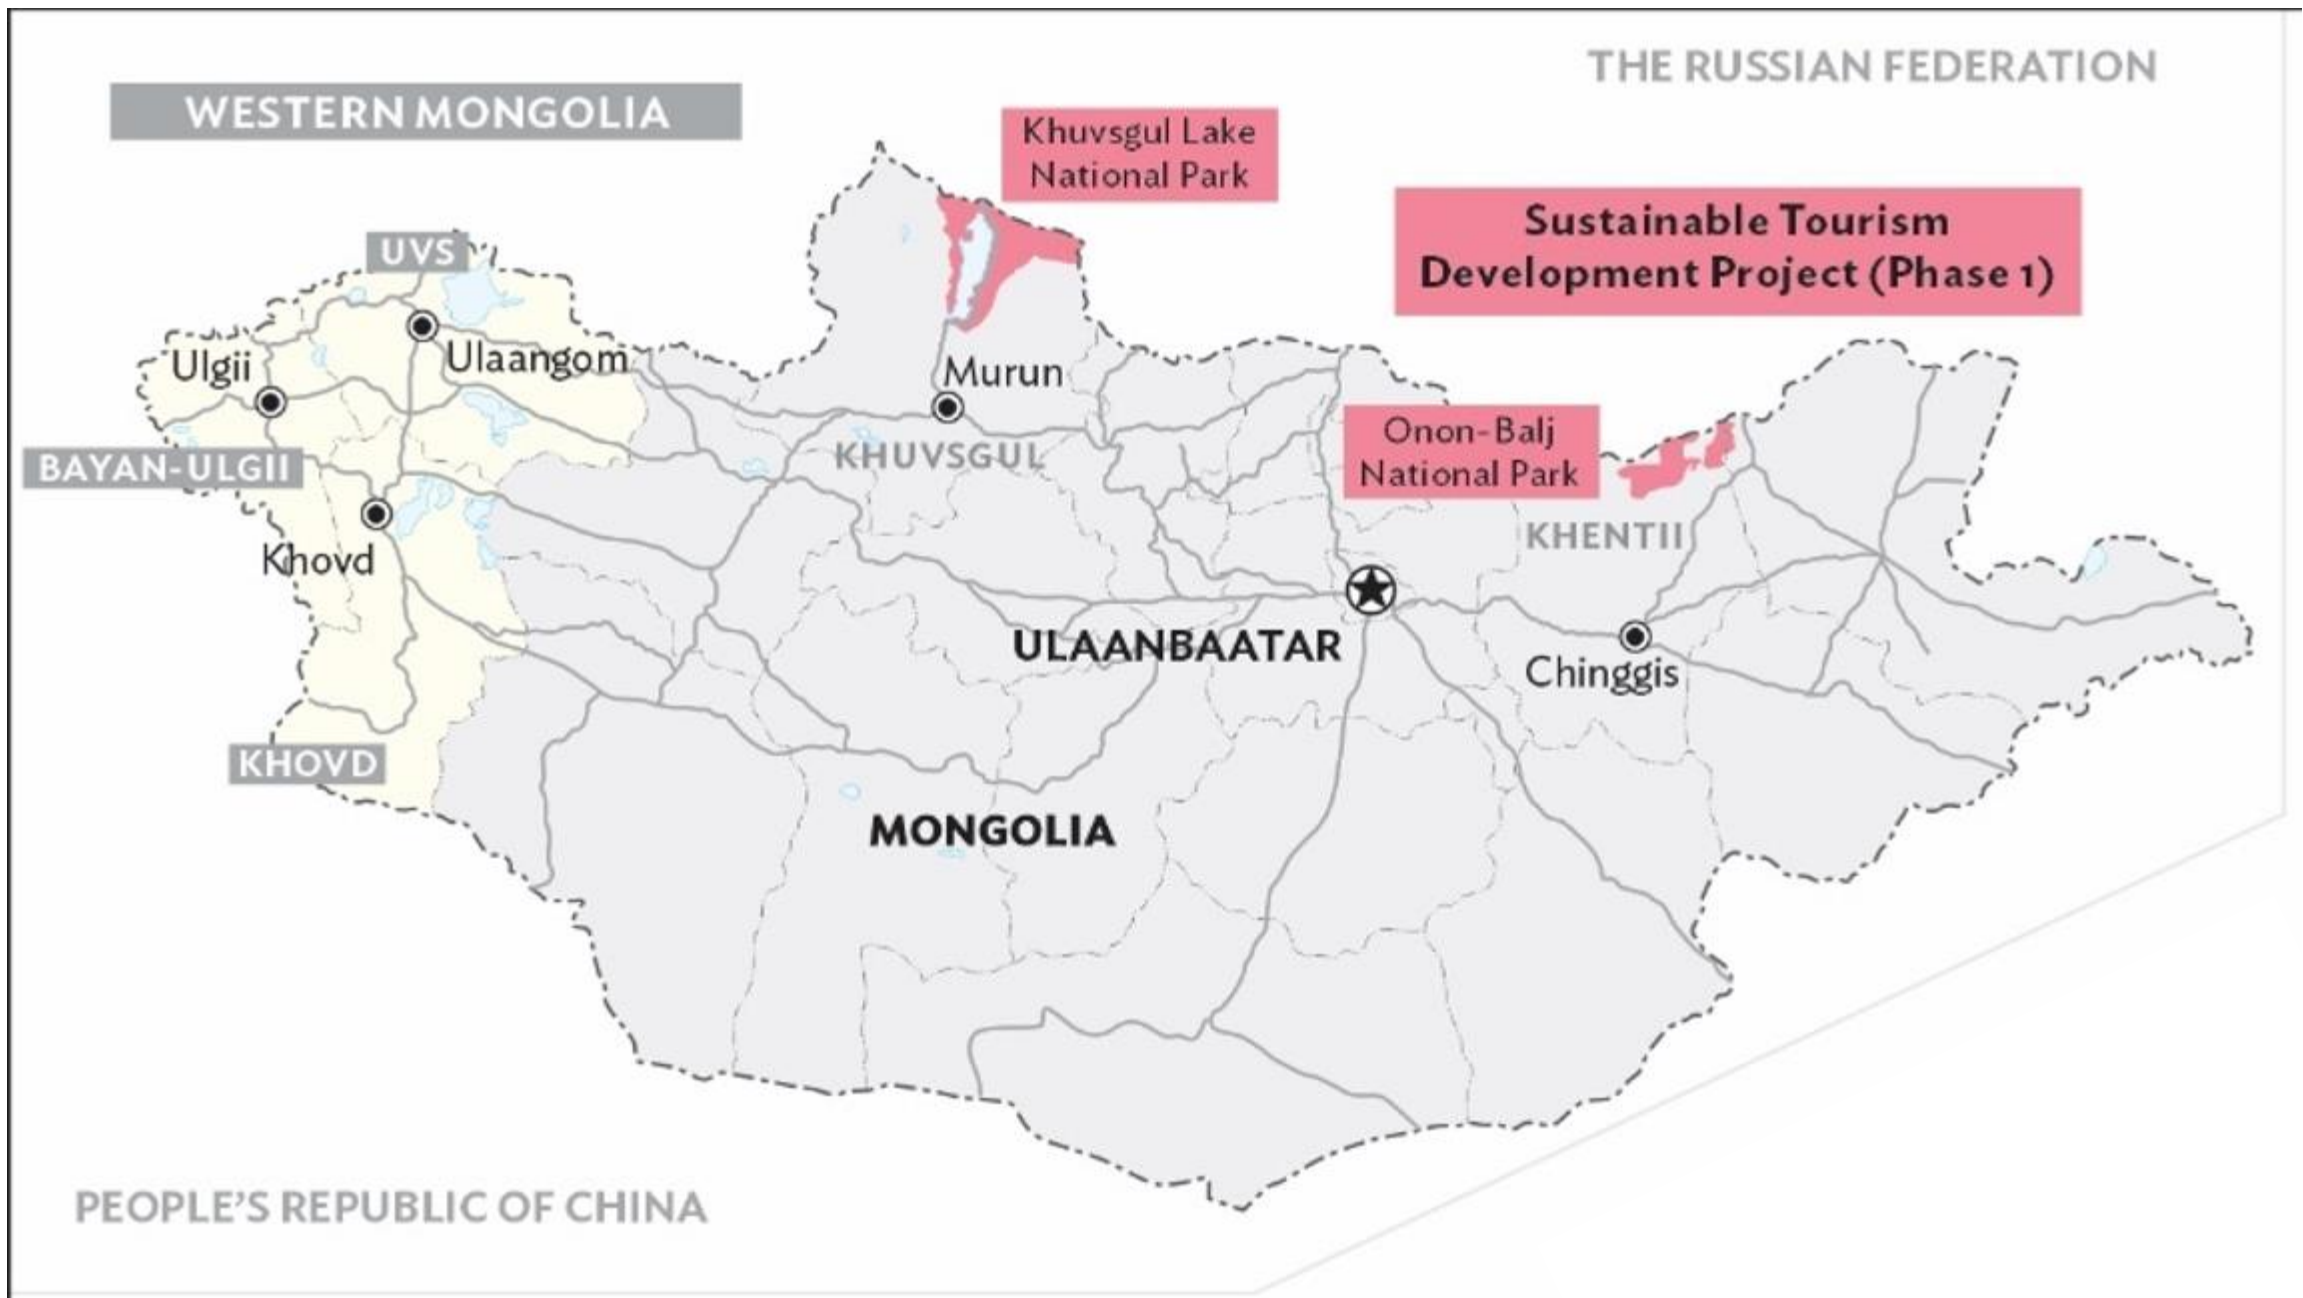 THE RUSSIAN FEDERATION
WESTERN MONGOLIA
Khuvsgul Lake
National Park
Sustainable Tourism
Development Project (Phase 1)
UVS
Ulgii
Ulaangom
Murun
BAYAN-ULGII
KHUVSGUL
Onon-Balj
National Park
KHENTII
Khovd
ULAANBAATAR
Chinggis
KHOVD
MONGOLIA
PEOPLE'S REPUBLIC OF CHINA